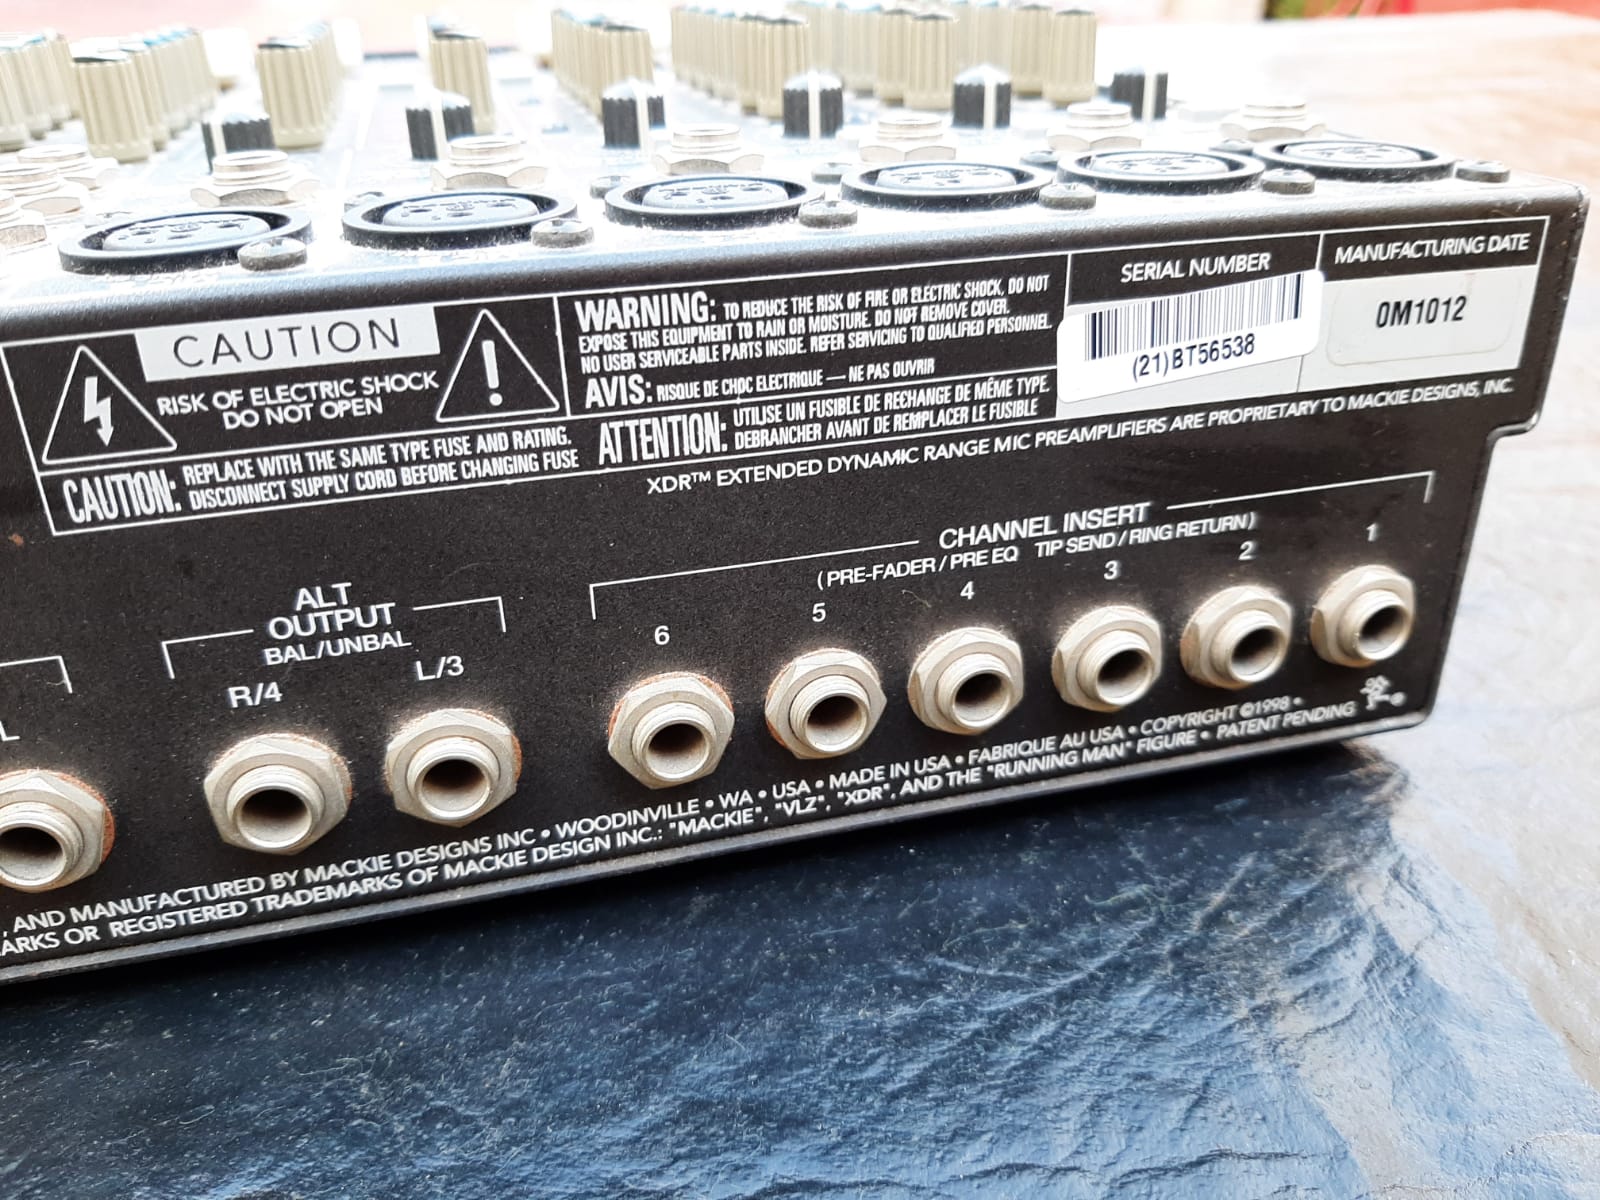 CAUTION
RISK OF ELECTRIC SHOCK
DO NOT OPEN
CAUTION: REPLACE WITH THE SAME TYPE FUSE AND RATING.
DISCONNECT SUPPLY CORD BEFORE CHANGING FUSE
WARNING: TO REDUCE THE RISK OF FIRE OR ELECTRIC SHOCK, DO NOT
EXPOSE THIS EQUIPMENT TO RAIN OR MOISTURE. DO NOT REMOVE COVER.
NO USER SERVICEABLE PARTS INSIDE. REFER SERVICING TO QUALIFIED PERSONNEL.
AVIS: RISQUE DE CHOC ELECTRIQUE — NE PAS OUVRIR
ATTENTION: UTILISE UN FUSIBLE DE RECHANGE DE MÊME TYPE.
DEBRANCHER AVANT DE REMPLACER LE FUSIBLE
SERIAL NUMBER
(21)BT56538
MANUFACTURING DATE
0M1012
XDR™ EXTENDED DYNAMIC RANGE MIC PREAMPLIFIERS ARE PROPRIETARY TO MACKIE DESIGNS, INC.
CHANNEL INSERT
(PRE-FADER / PRE EQ TIP SEND / RING RETURN)
6 5 4 3 2 1
ALT
OUTPUT
BAL/UNBAL
R/4 L/3
L
, AND MANUFACTURED BY MACKIE DESIGNS INC • WOODINVILLE • WA • USA • MADE IN USA • FABRIQUE AU USA • COPYRIGHT ©1998 •
ARKS OR REGISTERED TRADEMARKS OF MACKIE DESIGN INC.: "MACKIE", "VLZ", "XDR", AND THE "RUNNING MAN" FIGURE • PATENT PENDING